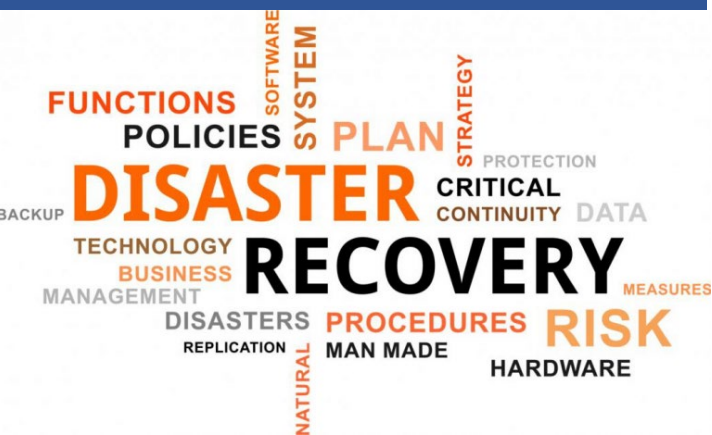 SOFTWARE
SYSTEM
STRATEGY
FUNCTIONS
POLICIES
PLAN
PROTECTION
DISASTER
CRITICAL
BACKUP
CONTINUITY
DATA
TECHNOLOGY
RECOVERY
BUSINESS
MANAGEMENT
MEASURES
DISASTERS
PROCEDURES
RISK
REPLICATION
MAN MADE
HARDWARE
NATURAL